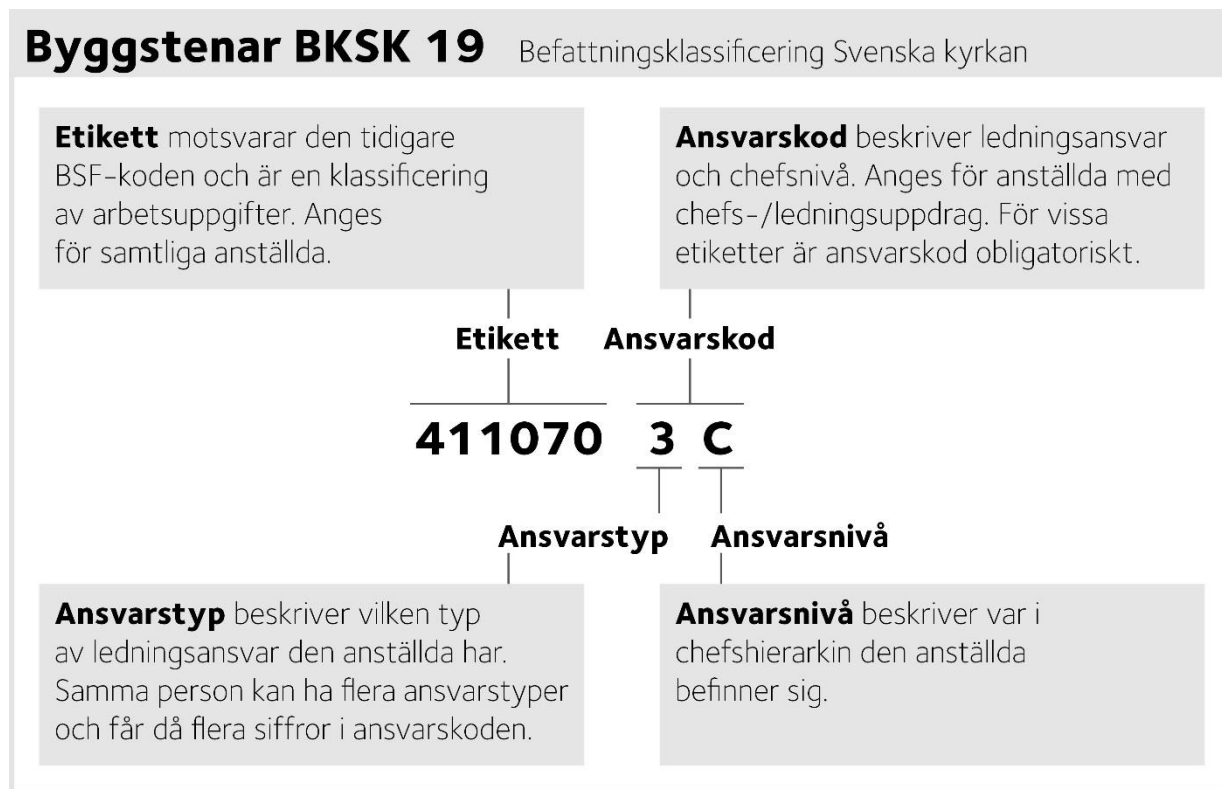 Byggstenar BKSK 19 Befattningsklassificering Svenska kyrkan
Etikett motsvarar den tidigare
BSF-koden och är en klassificering
av arbetsuppgifter. Anges
för samtliga anställda.
Ansvarskod beskriver ledningsansvar
och chefsnivå. Anges för anställda med
chefs-/ledningsuppdrag. För vissa
etiketter är ansvarskod obligatoriskt.
Etikett Ansvarskod
411070 3 C
Ansvarstyp Ansvarsnivå
Ansvarstyp beskriver vilken typ
av ledningsansvar den anställda har.
Samma person kan ha flera ansvarstyper
och får då flera siffror i ansvarskoden.
Ansvarsnivå beskriver var i
chefshierarkin den anställda
befinner sig.